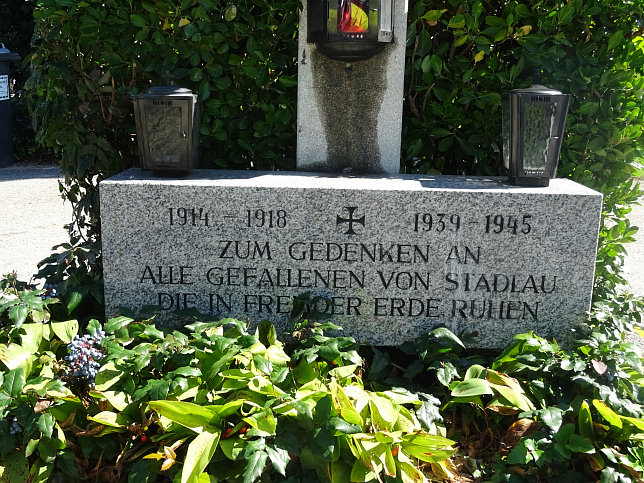 1914 - 1918 ✠ 1939 - 1945
ZUM GEDENKEN AN
ALLE GEFALLENEN VON STADLAU
DIE IN FREMDER ERDE RUHEN